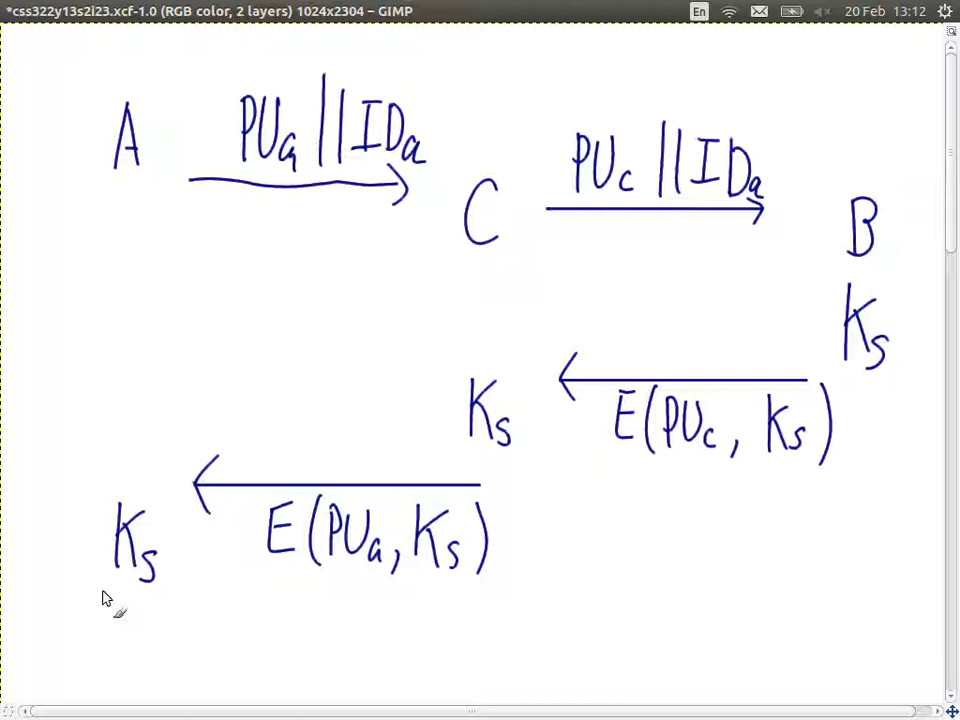 *css322y13s2i23.xcf-1.0 (RGB color, 2 layers) 1024x2304 – GIMP
En
20 Feb 13:12
A
PUa||IDa
C
PUc||IDa
B
Ks
Ks
E(PUc, Ks)
Ks
E(PUa, Ks)